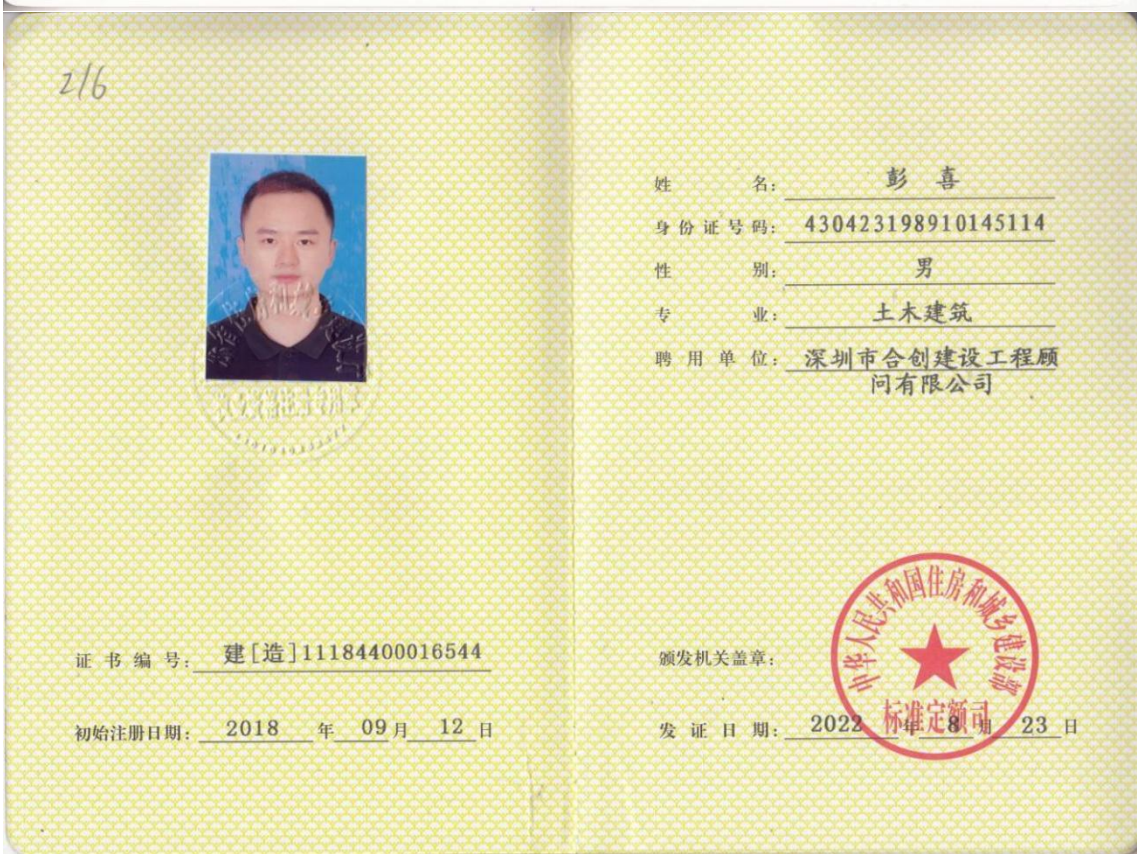 2/6
证书编号: 建[造]11184400016544
初始注册日期: 2018 年 09 月 12 日
姓名: 彭喜
身份证号码: 430423198910145114
性别: 男
专业: 土木建筑
聘用单位: 深圳市合创建设工程顾
问有限公司
颁发机关盖章:
中华人民共和国住房和城乡建设部
标准定额司
发证日期: 2022 年 8 月 23 日